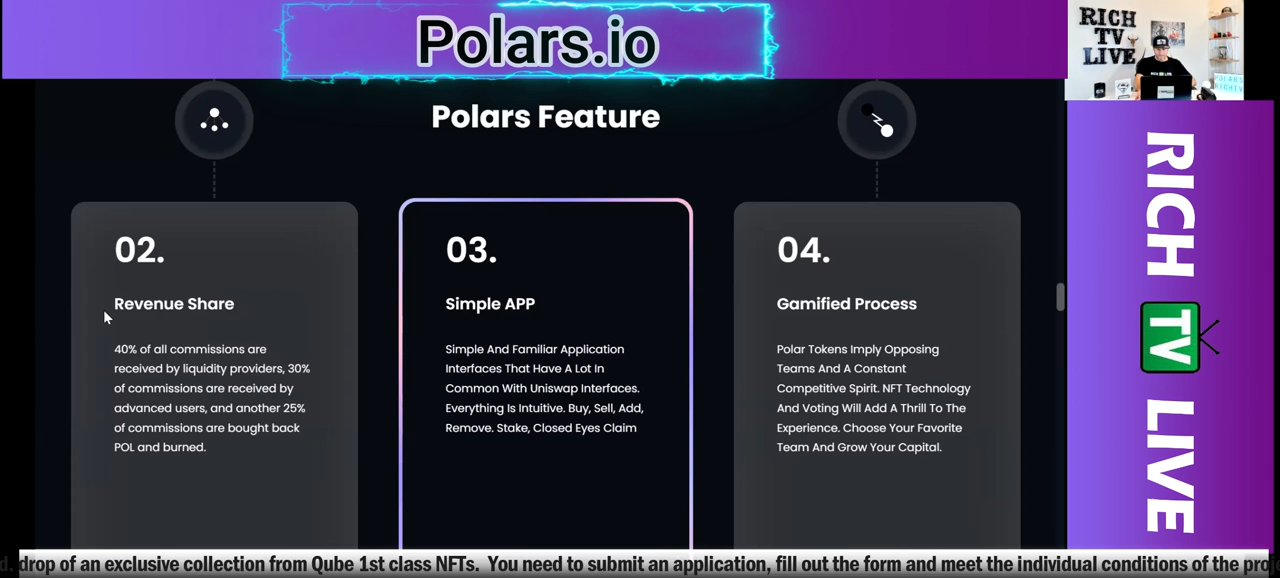 Polars.io
RICH
TV
LIVE
Polars Feature
02.
Revenue Share
40% of all commissions are
received by liquidity providers, 30%
of commissions are received by
advanced users, and another 25%
of commissions are bought back
POL and burned.
03.
Simple APP
Simple And Familiar Application
Interfaces That Have A Lot In
Common With Uniswap Interfaces.
Everything Is Intuitive. Buy, Sell, Add,
Remove. Stake, Closed Eyes Claim
04.
Gamified Process
Polar Tokens Imply Opposing
Teams And A Constant
Competitive Spirit. NFT Technology
And Voting Will Add A Thrill To The
Experience. Choose Your Favorite
Team And Grow Your Capital.
RICH TV LIVE
d. drop of an exclusive collection from Qube 1st class NFTs. You need to submit an application, fill out the form and meet the individual conditions of the pro